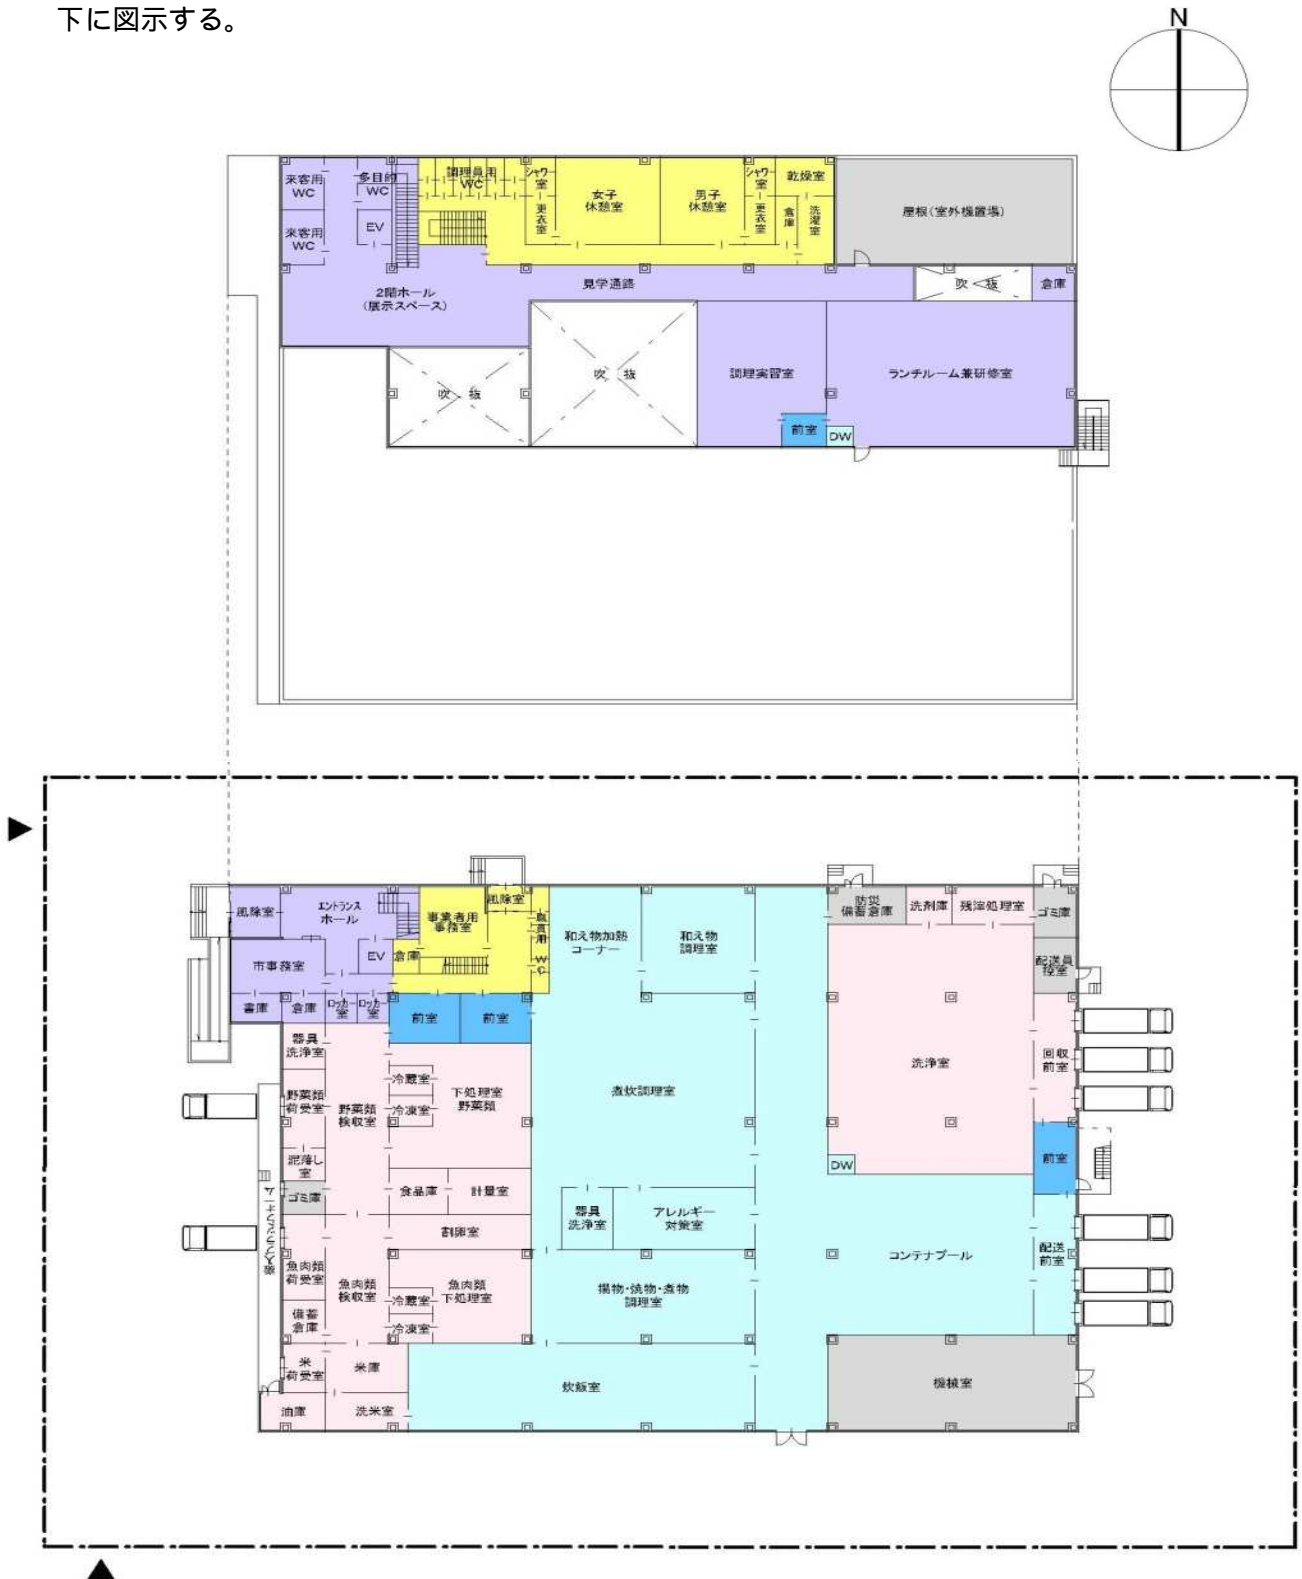 下に図示する。
N
来客用
WC
多目的
WC
調理員用
WC
シャワー
室
女子
休憩室
男子
休憩室
シャワー
室
乾燥室
更衣室
更衣室
倉庫
洗濯室
屋根(室外機置場)
来客用
WC
EV
2階ホール
(展示スペース)
見学通路
吹 抜
倉庫
吹 抜
吹 抜
調理実習室
ランチルーム兼研修室
前室
DW
風除室
エントランス
ホール
事業者用
事務室
風除室
職員用WC
和え物加熱
コーナー
和え物
調理室
防災
備蓄倉庫
洗剤庫
残渣処理室
ゴミ庫
市事務室
EV
倉庫
配送員
控室
書庫
倉庫
ロッカー
室
ロッカー
室
前室
前室
器具
洗浄室
野菜類
荷受室
野菜類
検収室
冷蔵室
冷凍室
下処理室
野菜類
煮炊調理室
洗浄室
回収
前室
泥落し
室
ゴミ庫
食品庫
計量室
器具
洗浄室
アレルギー
対策室
DW
前室
割卵室
魚肉類
荷受室
魚肉類
検収室
冷蔵室
冷凍室
魚肉類
下処理室
揚物・焼物・煮物
調理室
コンテナプール
配送
前室
備蓄
倉庫
米
荷受室
米庫
炊飯室
機械室
油庫
洗米室